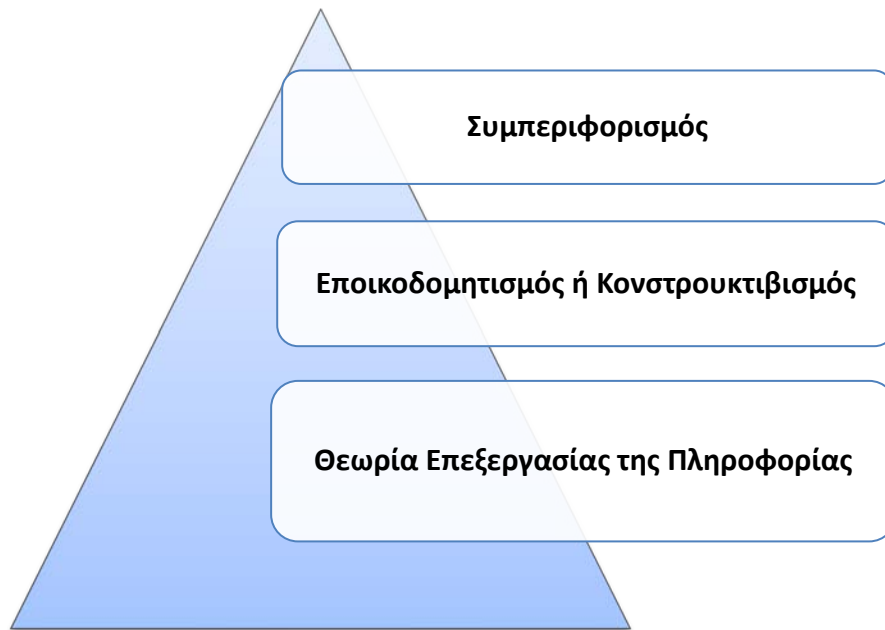 Συμπεριφορισμός
Εποικοδομητισμός ή Κονστρουκτιβισμός
Θεωρία Επεξεργασίας της Πληροφορίας